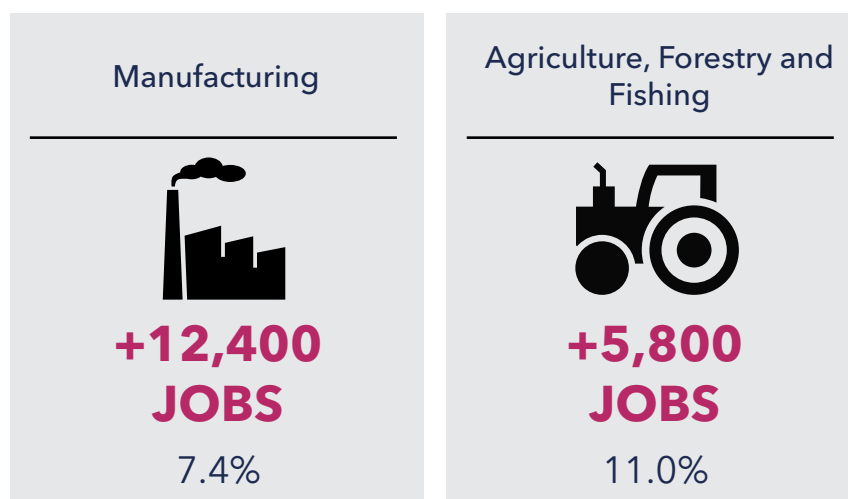 Manufacturing
+12,400
JOBS
7.4%
Agriculture, Forestry and
Fishing
+5,800
JOBS
11.0%